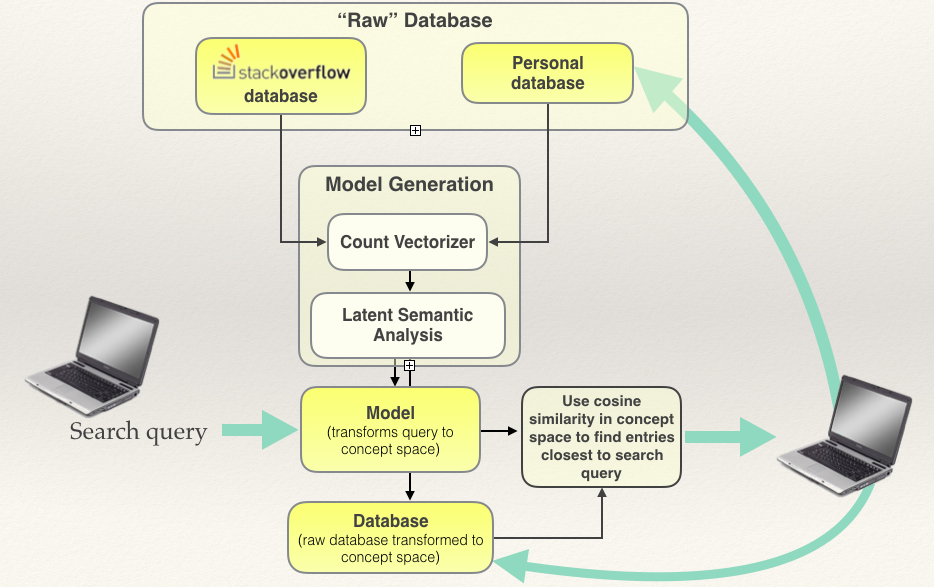 “Raw” Database
stackoverflow
database
Personal
database
Model Generation
Count Vectorizer
Latent Semantic
Analysis
Search query
Model
(transforms query to
concept space)
Use cosine
similarity in concept
space to find entries
closest to search
query
Database
(raw database transformed to
concept space)